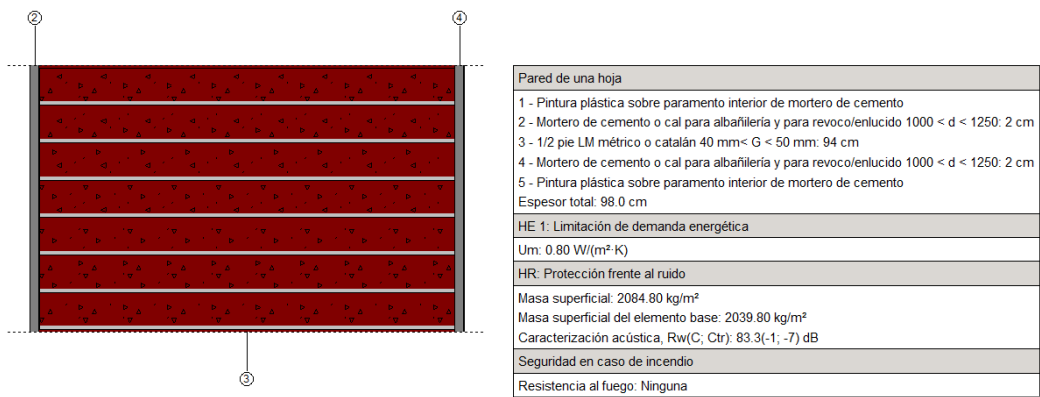 2
4
3
Pared de una hoja
1 - Pintura plástica sobre paramento interior de mortero de cemento
2 - Mortero de cemento o cal para albañilería y para revoco/enlucido 1000 < d < 1250: 2 cm
3 - 1/2 pie LM métrico o catalán 40 mm< G < 50 mm: 94 cm
4 - Mortero de cemento o cal para albañilería y para revoco/enlucido 1000 < d < 1250: 2 cm
5 - Pintura plástica sobre paramento interior de mortero de cemento
Espesor total: 98.0 cm
HE 1: Limitación de demanda energética
Um: 0.80 W/(m²·K)
HR: Protección frente al ruido
Masa superficial: 2084.80 kg/m²
Masa superficial del elemento base: 2039.80 kg/m²
Caracterización acústica, Rw(C; Ctr): 83.3(-1; -7) dB
Seguridad en caso de incendio
Resistencia al fuego: Ninguna